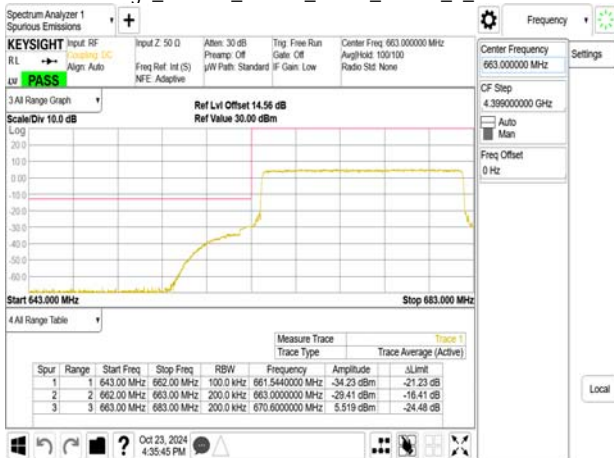 Spectrum Analyzer 1
Spurious Emissions
Frequency
KEYSIGHT Input: RF Input Z: 50 Ω Atten: 30 dB Trig: Free Run Center Freq: 663.000000 MHz
RL Coupling: DC Preamp: Off Gate: Off Avg|Hold: 100/100
Align: Auto Freq Ref: Int (S) µW Path: Standard IF Gain: Low Radio Std: None
LV PASS NFE: Adaptive
Center Frequency
663.000000 MHz
Settings
CF Step
4.399000000 GHz
Auto
Man
Freq Offset
0 Hz
3 All Range Graph
Ref Lvl Offset 14.56 dB
Scale/Div 10.0 dB Ref Value 30.00 dBm
Log
20.0
10.0
0.00
-10.0
-20.0
-30.0
-40.0
-50.0
-60.0
Start 643.000 MHz Stop 683.000 MHz
4 All Range Table
Measure Trace Trace 1
Trace Type Trace Average (Active)
Spur Range Start Freq Stop Freq RBW Frequency Amplitude ΔLimit
1 1 643.00 MHz 662.00 MHz 100.0 kHz 661.5440000 MHz -34.23 dBm -21.23 dB
2 2 662.00 MHz 663.00 MHz 200.0 kHz 663.0000000 MHz -29.41 dBm -16.41 dB
3 3 663.00 MHz 683.00 MHz 200.0 kHz 670.6000000 MHz 5.519 dBm -24.48 dB
Local
? Oct 23, 2024
4:35:45 PM